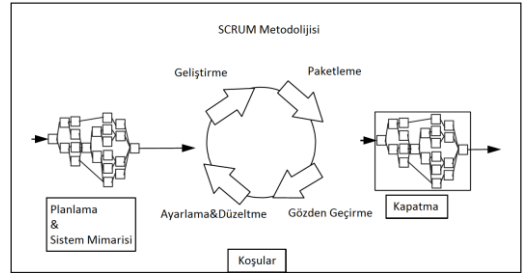 SCRUM Metodolijisi
Geliştirme
Paketleme
Planlama
&
Sistem Mimarisi
Ayarlama&Düzeltme
Gözden Geçirme
Kapatma
Koşular